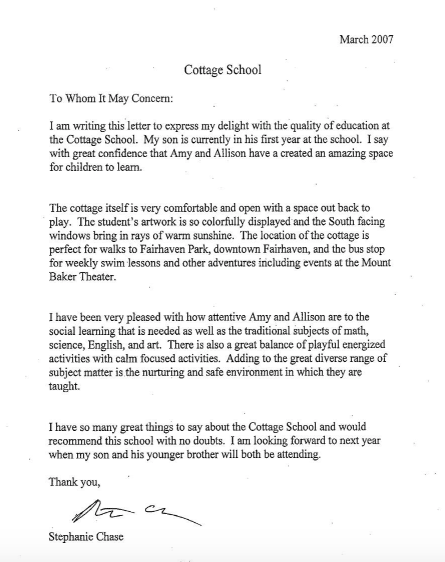 March 2007
Cottage School
To Whom It May Concern:
I am writing this letter to express my delight with the quality of education at
the Cottage School. My son is currently in his first year at the school. I say
with great confidence that Amy and Allison have a created an amazing space
for children to learn.
The cottage itself is very comfortable and open with a space out back to
play. The student's artwork is so colorfully displayed and the South facing
windows bring in rays of warm sunshine. The location of the cottage is
perfect for walks to Fairhaven Park, downtown Fairhaven, and the bus stop
for weekly swim lessons and other adventures including events at the Mount
Baker Theater.
I have been very pleased with how attentive Amy and Allison are to the
social learning that is needed as well as the traditional subjects of math,
science, English, and art. There is also a great balance of playful energized
activities with calm focused activities. Adding to the great diverse range of
subject matter is the nurturing and safe environment in which they are
taught.
I have so many great things to say about the Cottage School and would
recommend this school with no doubts. I am looking forward to next year
when my son and his younger brother will both be attending.
Thank you,
Stephanie Chase